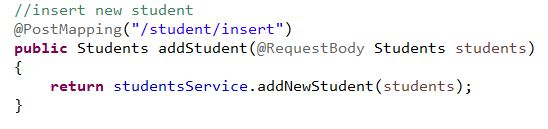 //insert new student
@PostMapping("/student/insert")
public Students addStudent(@RequestBody Students students)
{
    return studentsService.addNewStudent(students);
}